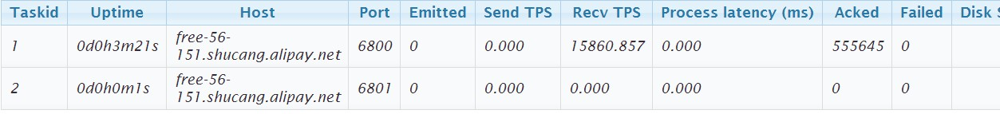 Taskid Uptime Host Port Emitted Send TPS Recv TPS Process latency (ms) Acked Failed Disk
1 0d0h3m21s free-56-151.shucang.alipay.net 6800 0 0.000 15860.857 0.000 555645 0
2 0d0h0m1s free-56-151.shucang.alipay.net 6801 0 0.000 0.000 0.000 0 0